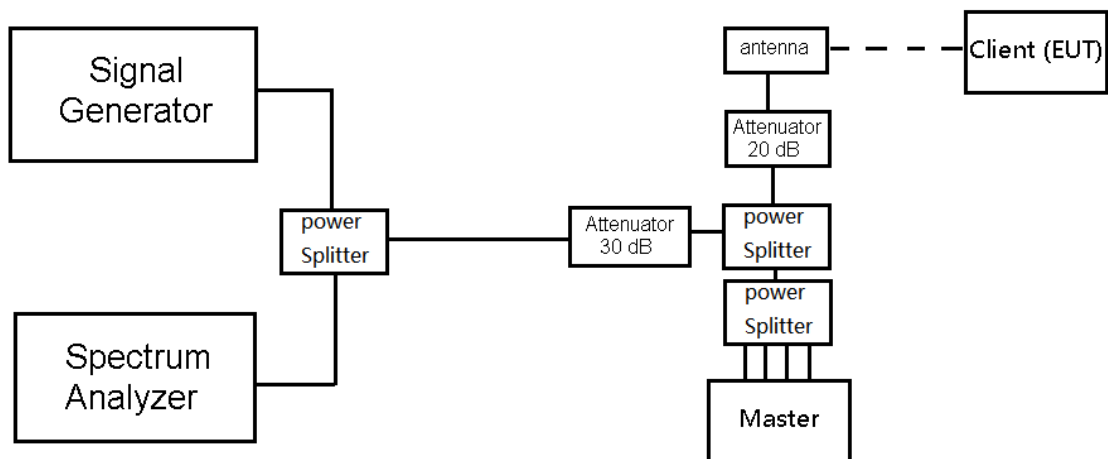 Signal
Generator
antenna
Client (EUT)
Attenuator
20 dB
power
Splitter
Attenuator
30 dB
power
Splitter
power
Splitter
Spectrum
Analyzer
Master